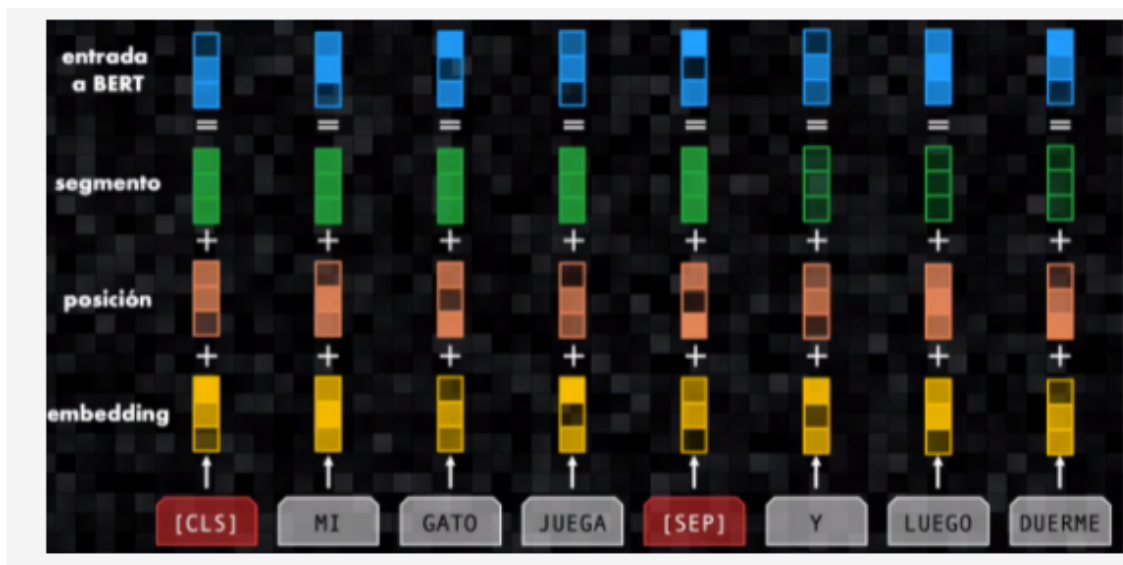 entrada
a BERT
= = = = = = = =
segmento
+ + + + + + + +
posición
+ + + + + + + +
embedding
[CLS] MI GATO JUEGA [SEP] Y LUEGO DUERME